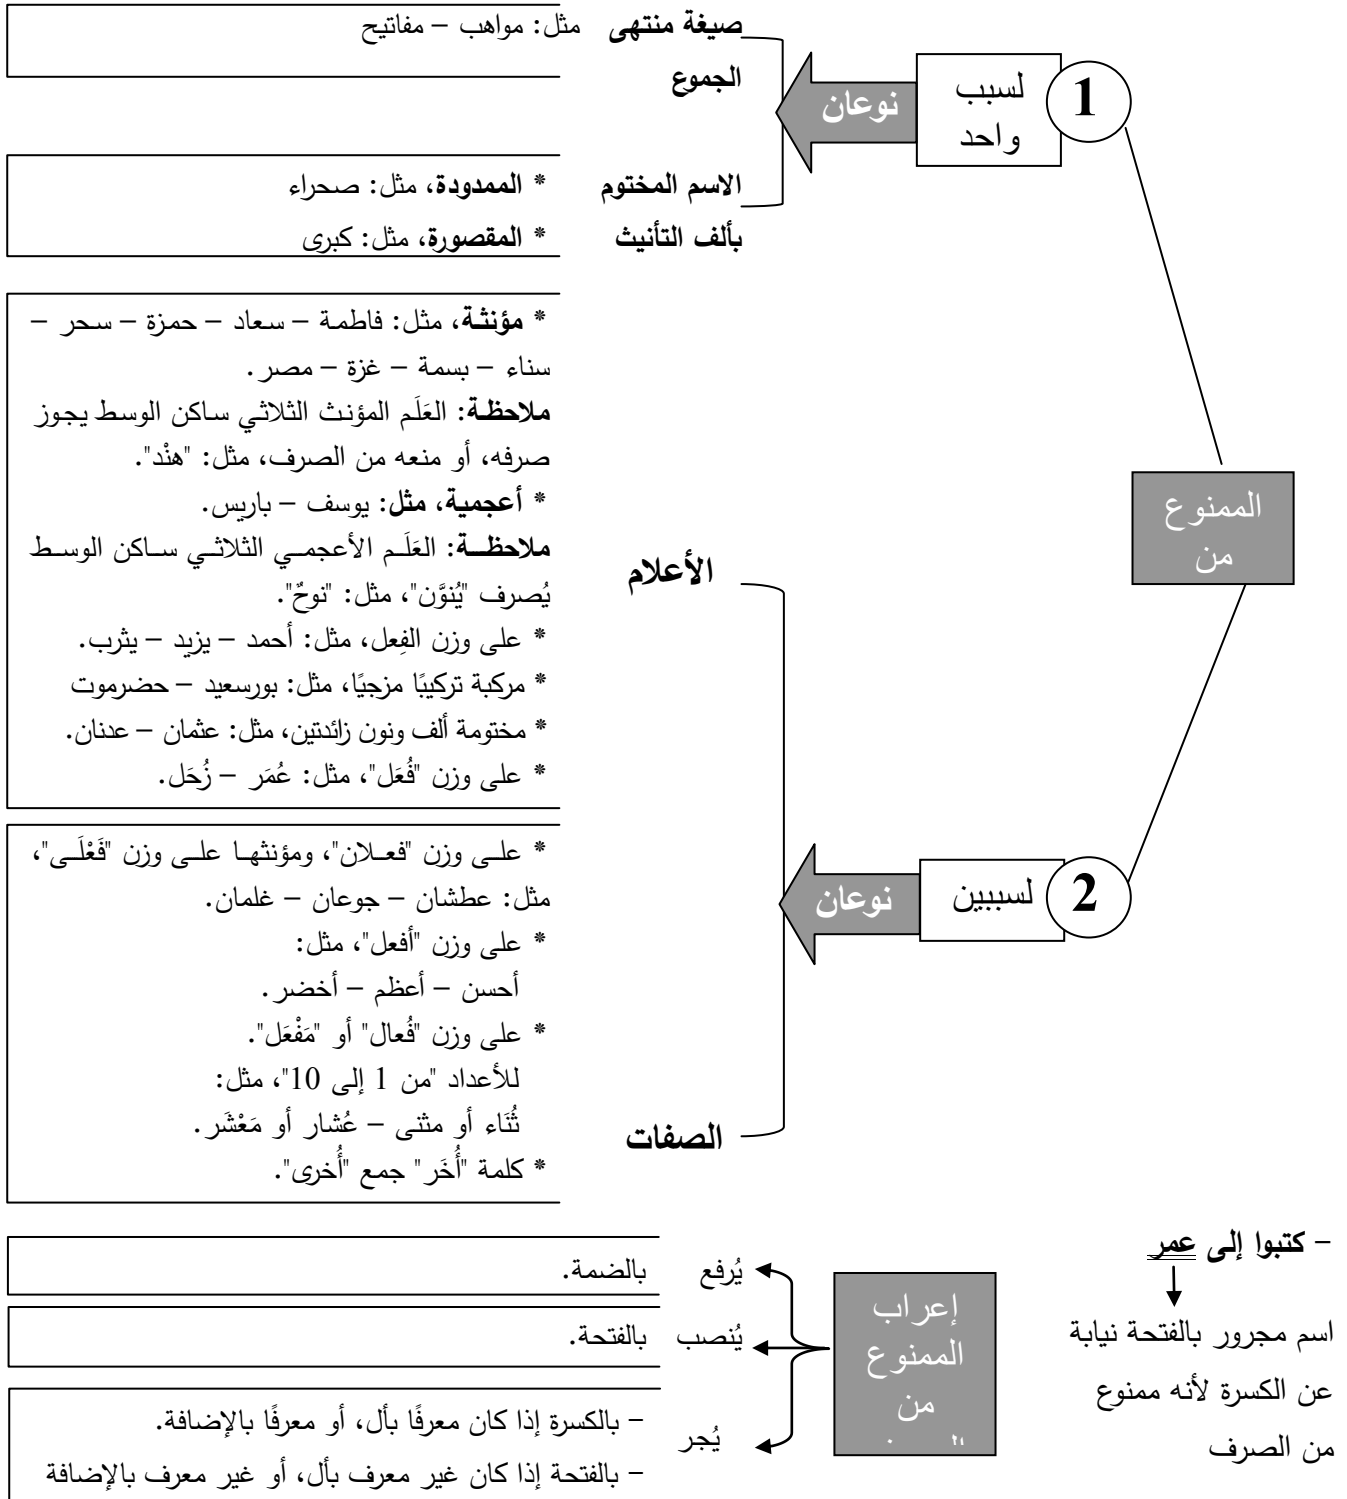 صيغة منتهى
الجموع
مثل: مواهب – مفاتيح
1
لسبب
واحد
نوعان
الاسم المختوم
بألف التأنيث
* الممدودة، مثل: صحراء
* المقصورة، مثل: كبرى
الممنوع
من
* مؤنثة، مثل: فاطمة – سعاد – حمزة – سحر –
سناء – بسمة – غزة – مصر.
ملاحظة: العَلَم المؤنث الثلاثي ساكن الوسط يجوز
صرفه، أو منعه من الصرف، مثل: "هنْد".
* أعجمية، مثل: يوسف – باريس.
ملاحظة: العَلَم الأعجمي الثلاثي ساكن الوسط
يُصرف "يُنوَّن"، مثل: "نوحٌ".
* على وزن الفِعل، مثل: أحمد – يزيد – يثرب.
* مركبة تركيبًا مزجيًا، مثل: بورسعيد – حضرموت
* مختومة ألف ونون زائدتين، مثل: عثمان – عدنان.
* على وزن "فُعَل"، مثل: عُمَر – زُحَل.
الأعلام
2
لسببين
نوعان
* على وزن "فعلان"، ومؤنثها على وزن "فَعْلَى"،
مثل: عطشان – جوعان – غلمان.
* على وزن "أفعل"، مثل:
أحسن – أعظم – أخضر.
* على وزن "فُعال" أو "مَفْعَل".
للأعداد "من 1 إلى 10"، مثل:
ثُنَاء أو مثنى – عُشار أو مَعْشَر.
* كلمة "أُخَر" جمع "أُخرى".
الصفات
– كتبوا إلى عمر
اسم مجرور بالفتحة نيابة
عن الكسرة لأنه ممنوع
من الصرف
إعراب
الممنوع
من
يُرفع
بالضمة.
يُنصب
بالفتحة.
يُجر
– بالكسرة إذا كان معرفًا بأل، أو معرفًا بالإضافة.
– بالفتحة إذا كان غير معرف بأل، أو غير معرف بالإضافة